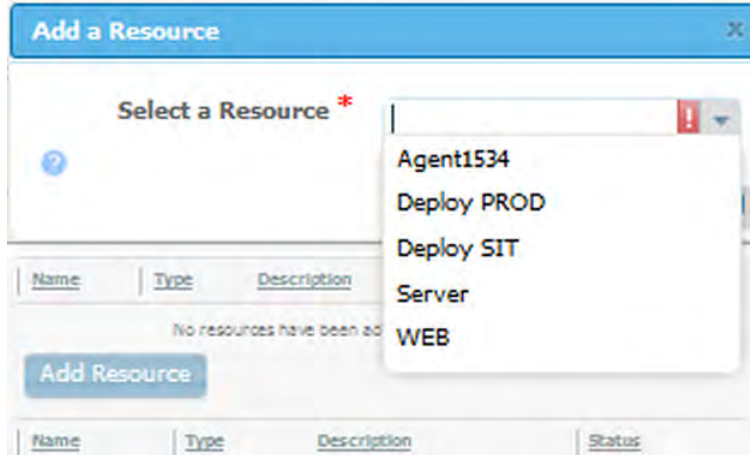 Add a Resource
Select a Resource *
!
Agent1534
Deploy PROD
Deploy SIT
Server
WEB
Name Type Description
No resources have been ad
Add Resource
Name Type Description Status